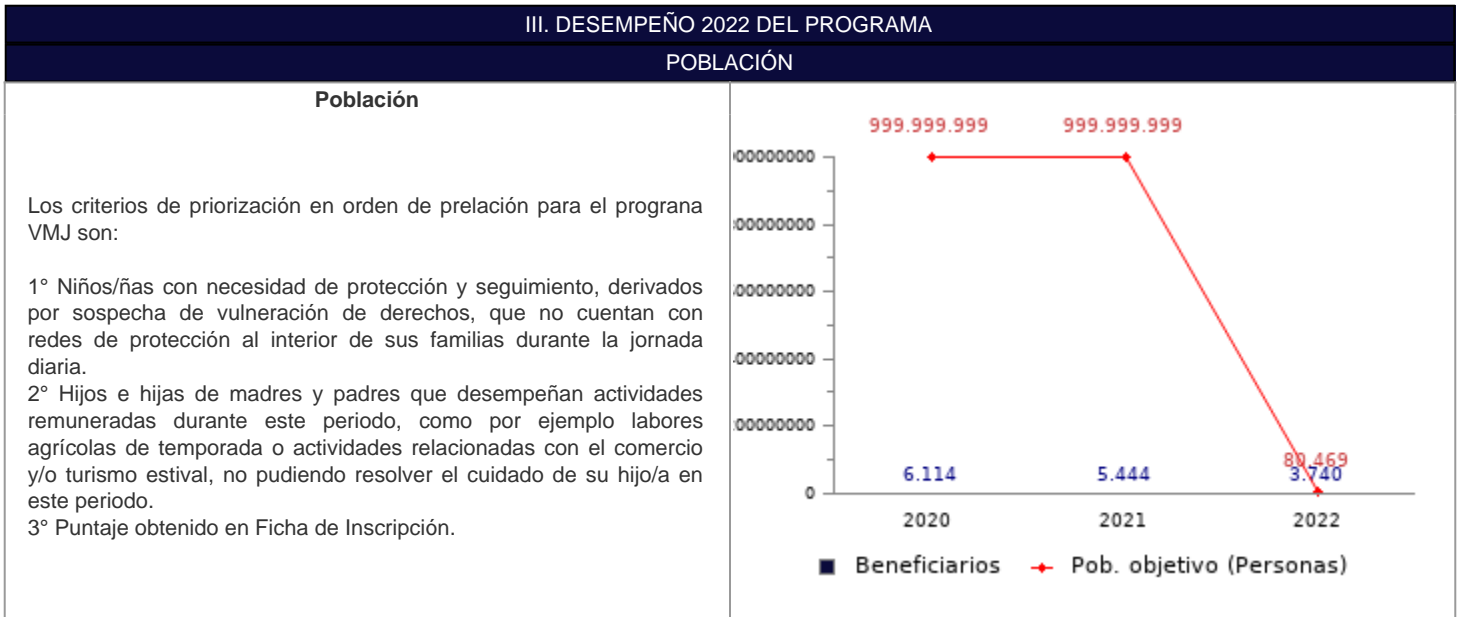 III. DESEMPEÑO 2022 DEL PROGRAMA
POBLACIÓN
Población
Los criterios de priorización en orden de prelación para el prograna
VMJ son:
1° Niños/ñas con necesidad de protección y seguimiento, derivados
por sospecha de vulneración de derechos, que no cuentan con
redes de protección al interior de sus familias durante la jornada
diaria.
2° Hijos e hijas de madres y padres que desempeñan actividades
remuneradas durante este periodo, como por ejemplo labores
agrícolas de temporada o actividades relacionadas con el comercio
y/o turismo estival, no pudiendo resolver el cuidado de su hijo/a en
este periodo.
3° Puntaje obtenido en Ficha de Inscripción.
999.999.999 999.999.999
00000000
00000000
00000000
00000000
00000000
80.469
6.114 5.444 3.740
0
2020 2021 2022
Beneficiarios Pob. objetivo (Personas)